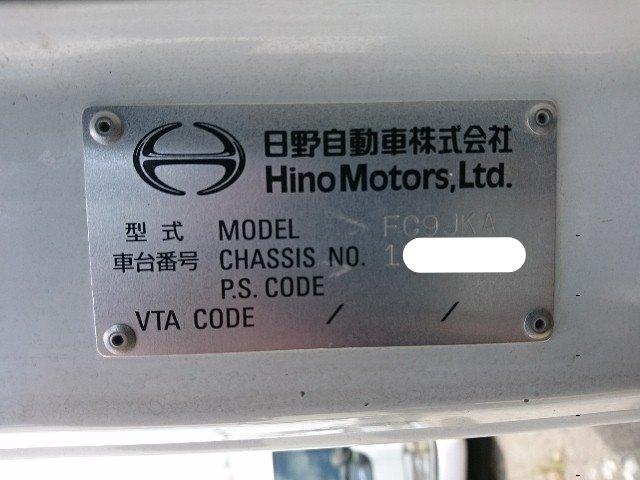 日野自動車株式会社
Hino Motors, Ltd.
型式 MODEL > FC9JKA
車台番号 CHASSIS NO. > 1
P.S. CODE
VTA CODE / /